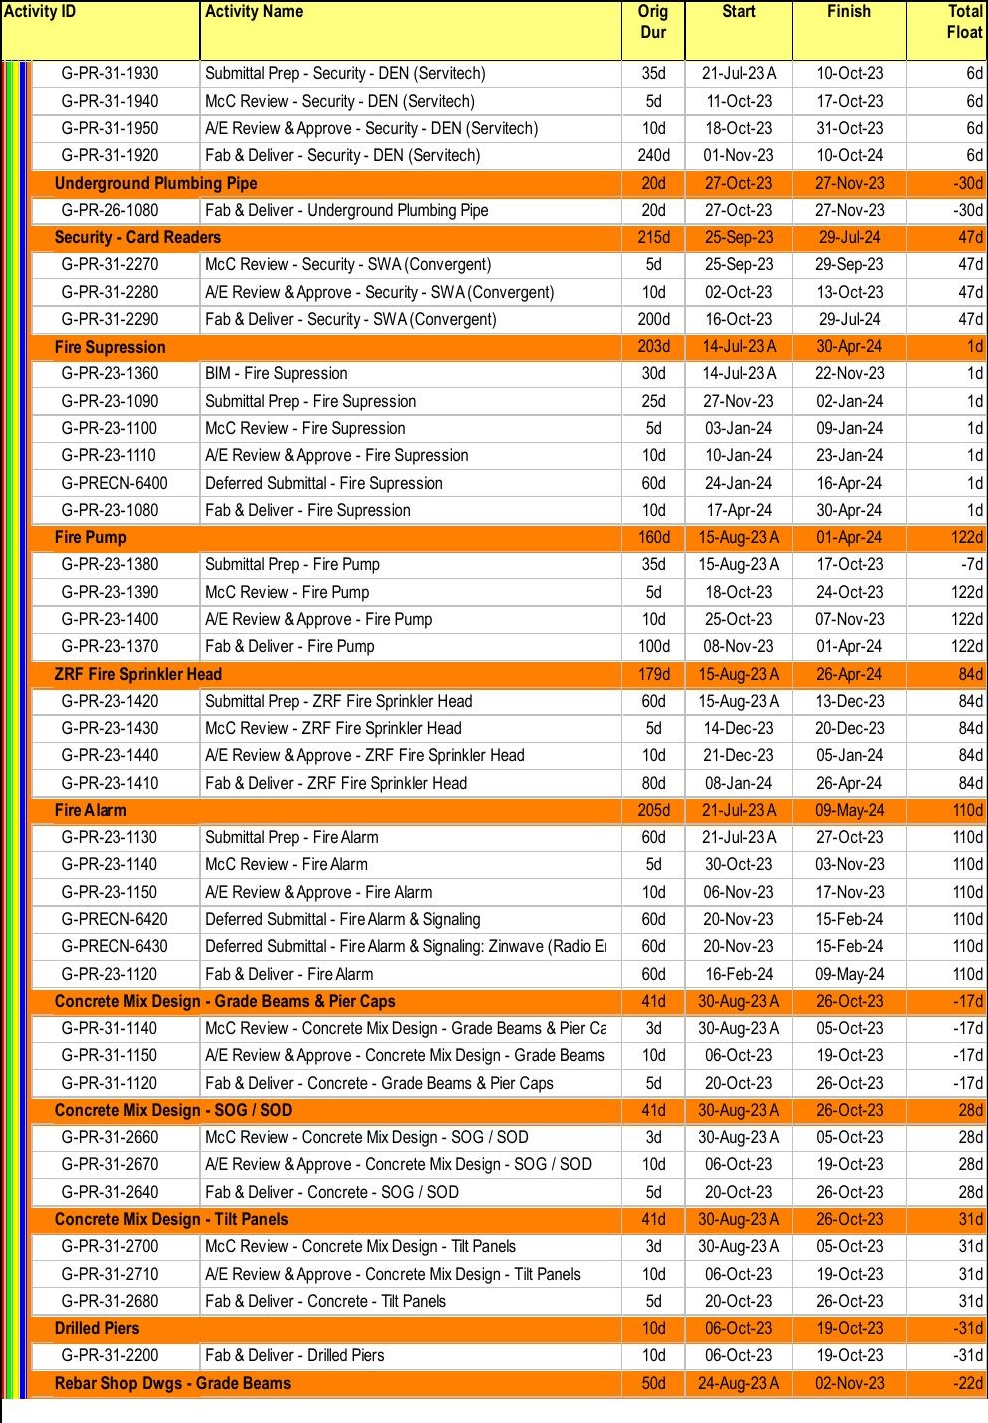 Activity ID Activity Name Orig Dur Start Finish Total Float
G-PR-31-1930 Submittal Prep - Security - DEN (Servitech) 35d 21-Jul-23 A 10-Oct-23 6d
G-PR-31-1940 McC Review - Security - DEN (Servitech) 5d 11-Oct-23 17-Oct-23 6d
G-PR-31-1950 A/E Review & Approve - Security - DEN (Servitech) 10d 18-Oct-23 31-Oct-23 6d
G-PR-31-1920 Fab & Deliver - Security - DEN (Servitech) 240d 01-Nov-23 10-Oct-24 6d
Underground Plumbing Pipe 20d 27-Oct-23 27-Nov-23 -30d
G-PR-26-1080 Fab & Deliver - Underground Plumbing Pipe 20d 27-Oct-23 27-Nov-23 -30d
Security - Card Readers 215d 25-Sep-23 29-Jul-24 47d
G-PR-31-2270 McC Review - Security - SWA (Convergent) 5d 25-Sep-23 29-Sep-23 47d
G-PR-31-2280 A/E Review & Approve - Security - SWA (Convergent) 10d 02-Oct-23 13-Oct-23 47d
G-PR-31-2290 Fab & Deliver - Security - SWA (Convergent) 200d 16-Oct-23 29-Jul-24 47d
Fire Supression 203d 14-Jul-23 A 30-Apr-24 1d
G-PR-23-1360 BIM - Fire Supression 30d 14-Jul-23 A 22-Nov-23 1d
G-PR-23-1090 Submittal Prep - Fire Supression 25d 27-Nov-23 02-Jan-24 1d
G-PR-23-1100 McC Review - Fire Supression 5d 03-Jan-24 09-Jan-24 1d
G-PR-23-1110 A/E Review & Approve - Fire Supression 10d 10-Jan-24 23-Jan-24 1d
G-PRECN-6400 Deferred Submittal - Fire Supression 60d 24-Jan-24 16-Apr-24 1d
G-PR-23-1080 Fab & Deliver - Fire Supression 10d 17-Apr-24 30-Apr-24 1d
Fire Pump 160d 15-Aug-23 A 01-Apr-24 122d
G-PR-23-1380 Submittal Prep - Fire Pump 35d 15-Aug-23 A 17-Oct-23 -7d
G-PR-23-1390 McC Review - Fire Pump 5d 18-Oct-23 24-Oct-23 122d
G-PR-23-1400 A/E Review & Approve - Fire Pump 10d 25-Oct-23 07-Nov-23 122d
G-PR-23-1370 Fab & Deliver - Fire Pump 100d 08-Nov-23 01-Apr-24 122d
ZRF Fire Sprinkler Head 179d 15-Aug-23 A 26-Apr-24 84d
G-PR-23-1420 Submittal Prep - ZRF Fire Sprinkler Head 60d 15-Aug-23 A 13-Dec-23 84d
G-PR-23-1430 McC Review - ZRF Fire Sprinkler Head 5d 14-Dec-23 20-Dec-23 84d
G-PR-23-1440 A/E Review & Approve - ZRF Fire Sprinkler Head 10d 21-Dec-23 05-Jan-24 84d
G-PR-23-1410 Fab & Deliver - ZRF Fire Sprinkler Head 80d 08-Jan-24 26-Apr-24 84d
Fire Alarm 205d 21-Jul-23 A 09-May-24 110d
G-PR-23-1130 Submittal Prep - Fire Alarm 60d 21-Jul-23 A 27-Oct-23 110d
G-PR-23-1140 McC Review - Fire Alarm 5d 30-Oct-23 03-Nov-23 110d
G-PR-23-1150 A/E Review & Approve - Fire Alarm 10d 06-Nov-23 17-Nov-23 110d
G-PRECN-6420 Deferred Submittal - Fire Alarm & Signaling 60d 20-Nov-23 15-Feb-24 110d
G-PRECN-6430 Deferred Submittal - Fire Alarm & Signaling: Zinwave (Radio 60d 20-Nov-23 15-Feb-24 110d
G-PR-23-1120 Fab & Deliver - Fire Alarm 60d 16-Feb-24 09-May-24 110d
Concrete Mix Design - Grade Beams & Pier Caps 41d 30-Aug-23 A 26-Oct-23 -17d
G-PR-31-1140 McC Review - Concrete Mix Design - Grade Beams & Pier Ca 3d 30-Aug-23 A 05-Oct-23 -17d
G-PR-31-1150 A/E Review & Approve - Concrete Mix Design - Grade Beams 10d 06-Oct-23 19-Oct-23 -17d
G-PR-31-1120 Fab & Deliver - Concrete - Grade Beams & Pier Caps 5d 20-Oct-23 26-Oct-23 -17d
Concrete Mix Design - SOG / SOD 41d 30-Aug-23 A 26-Oct-23 28d
G-PR-31-2660 McC Review - Concrete Mix Design - SOG / SOD 3d 30-Aug-23 A 05-Oct-23 28d
G-PR-31-2670 A/E Review & Approve - Concrete Mix Design - SOG / SOD 10d 06-Oct-23 19-Oct-23 28d
G-PR-31-2640 Fab & Deliver - Concrete - SOG / SOD 5d 20-Oct-23 26-Oct-23 28d
Concrete Mix Design - Tilt Panels 41d 30-Aug-23 A 26-Oct-23 31d
G-PR-31-2700 McC Review - Concrete Mix Design - Tilt Panels 3d 30-Aug-23 A 05-Oct-23 31d
G-PR-31-2710 A/E Review & Approve - Concrete Mix Design - Tilt Panels 10d 06-Oct-23 19-Oct-23 31d
G-PR-31-2680 Fab & Deliver - Concrete - Tilt Panels 5d 20-Oct-23 26-Oct-23 31d
Drilled Piers 10d 06-Oct-23 19-Oct-23 -31d
G-PR-31-2200 Fab & Deliver - Drilled Piers 10d 06-Oct-23 19-Oct-23 -31d
Rebar Shop Dwgs - Grade Beams 50d 24-Aug-23 A 02-Nov-23 -22d